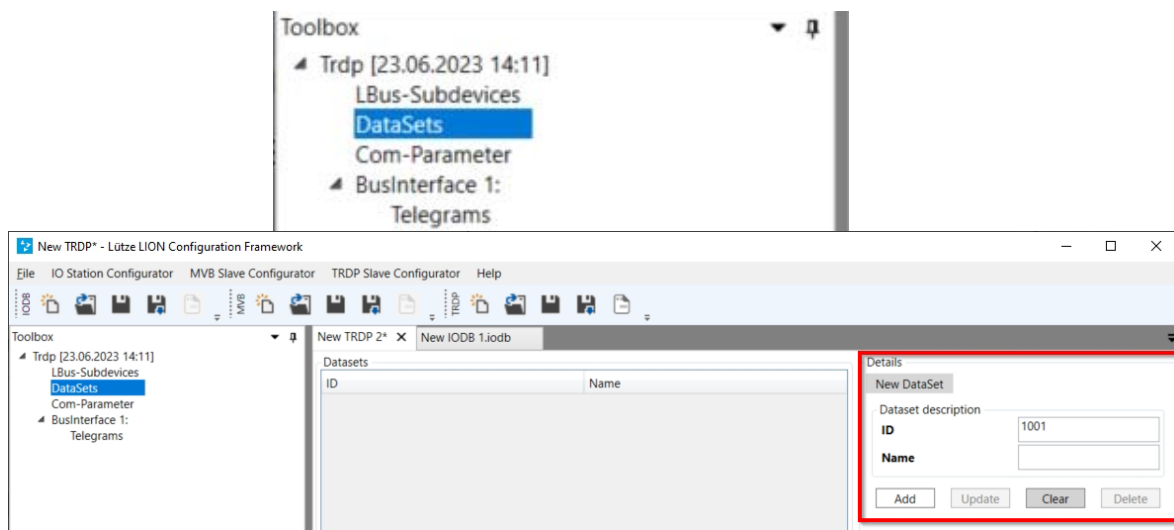 Toolbox
Trdp [23.06.2023 14:11]
LBus-Subdevices
DataSets
Com-Parameter
BusInterface 1:
Telegrams
New TRDP* - Lütze LION Configuration Framework
File IO Station Configurator MVB Slave Configurator TRDP Slave Configurator Help
IODB MVB TRDP
Toolbox
Trdp [23.06.2023 14:11]
LBus-Subdevices
DataSets
Com-Parameter
BusInterface 1:
Telegrams
New TRDP 2* New IODB 1.iodb
Datasets
ID Name
Details
New DataSet
Dataset description
ID 1001
Name
Add Update Clear Delete